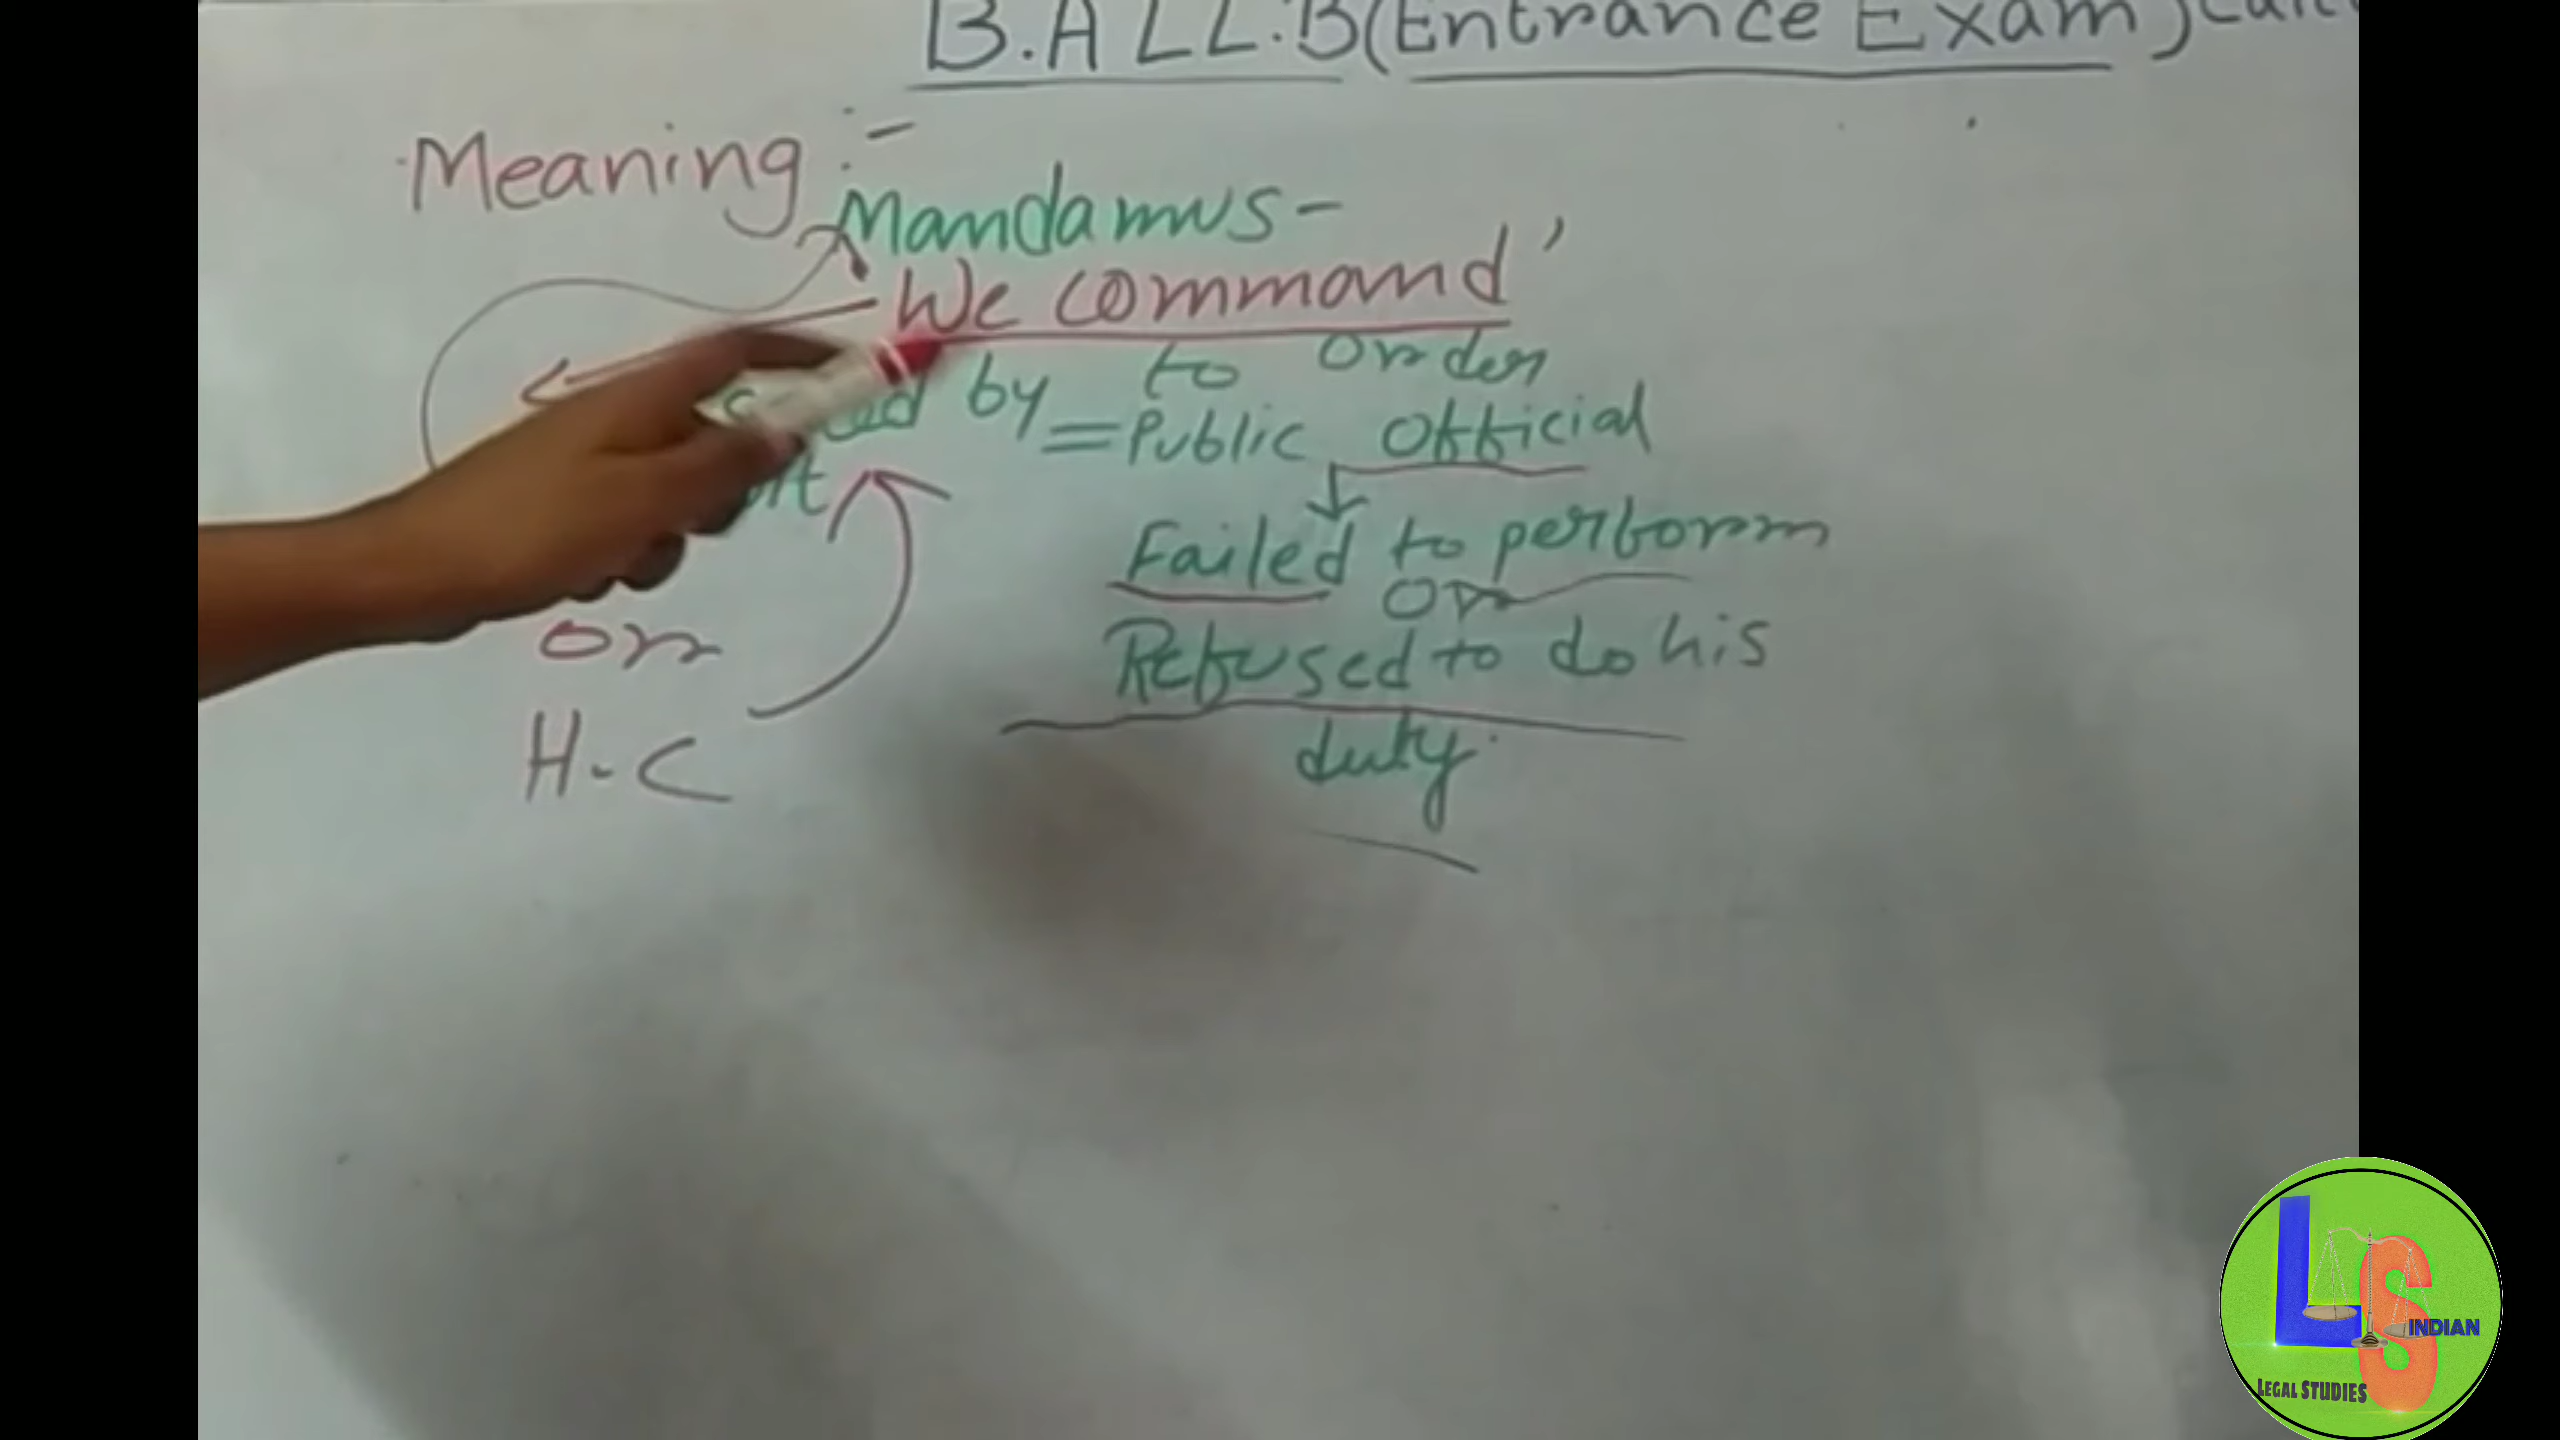 B.A LL.B (Entrance Exam)
Meaning :-
Mandamus -
We command'
by = to order
Public Official
Failed to perform
or
Refused to do his
duty.
or
H.C
LS
INDIAN
LEGAL STUDIES